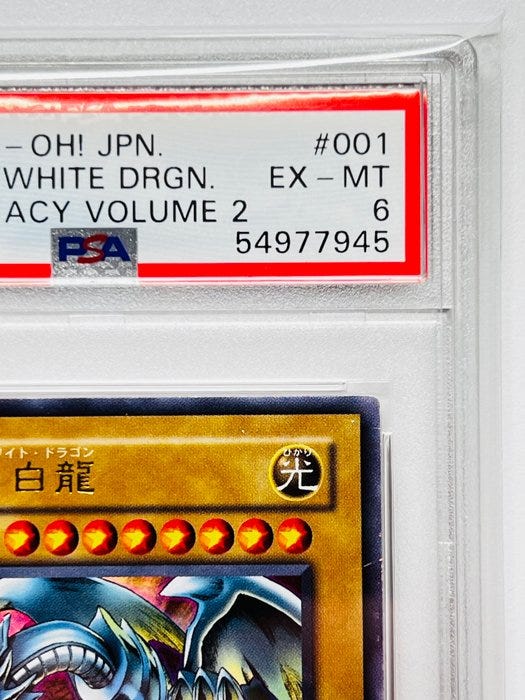 -OH! JPN. #001
WHITE DRGN. EX-MT
ACY VOLUME 2 6
PSA 54977945
イト・ドラゴン ひかり
白龍 光